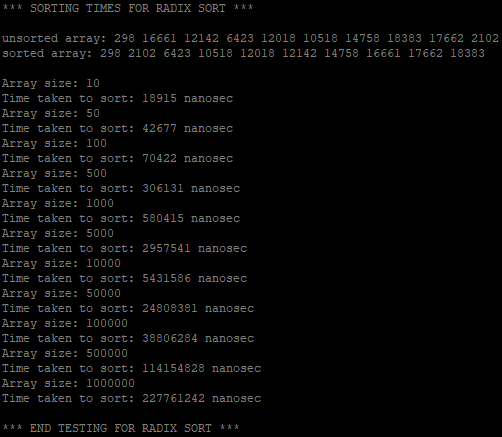 *** SORTING TIMES FOR RADIX SORT ***
unsorted array: 298 16661 12142 6423 12018 10518 14758 18383 17662 2102
sorted array: 298 2102 6423 10518 12018 12142 14758 16661 17662 18383
Array size: 10
Time taken to sort: 18915 nanosec
Array size: 50
Time taken to sort: 42677 nanosec
Array size: 100
Time taken to sort: 70422 nanosec
Array size: 500
Time taken to sort: 306131 nanosec
Array size: 1000
Time taken to sort: 580415 nanosec
Array size: 5000
Time taken to sort: 2957541 nanosec
Array size: 10000
Time taken to sort: 5431586 nanosec
Array size: 50000
Time taken to sort: 24808381 nanosec
Array size: 100000
Time taken to sort: 38806284 nanosec
Array size: 500000
Time taken to sort: 114154828 nanosec
Array size: 1000000
Time taken to sort: 227761242 nanosec
*** END TESTING FOR RADIX SORT ***